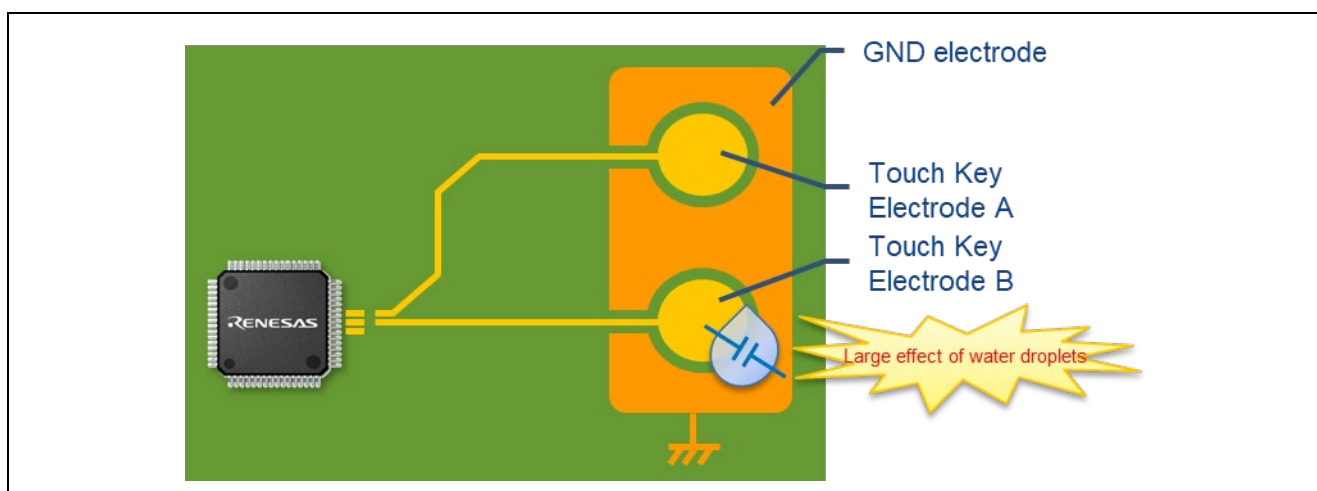 GND electrode
Touch Key
Electrode A
Touch Key
Electrode B
RENESAS
Large effect of water droplets